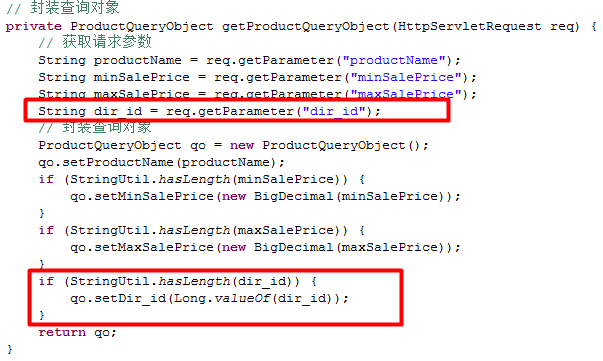 // 封装查询对象
private ProductQueryObject getProductQueryObject(HttpServletRequest req) {
// 获取请求参数
String productName = req.getParameter("productName");
String minSalePrice = req.getParameter("minSalePrice");
String maxSalePrice = req.getParameter("maxSalePrice");
String dir_id = req.getParameter("dir_id");
// 封装查询对象
ProductQueryObject qo = new ProductQueryObject();
qo.setProductName(productName);
if (StringUtil.hasLength(minSalePrice)) {
qo.setMinSalePrice(new BigDecimal(minSalePrice));
}
if (StringUtil.hasLength(maxSalePrice)) {
qo.setMaxSalePrice(new BigDecimal(maxSalePrice));
}
if (StringUtil.hasLength(dir_id)) {
qo.setDir_id(Long.valueOf(dir_id));
}
return qo;
}